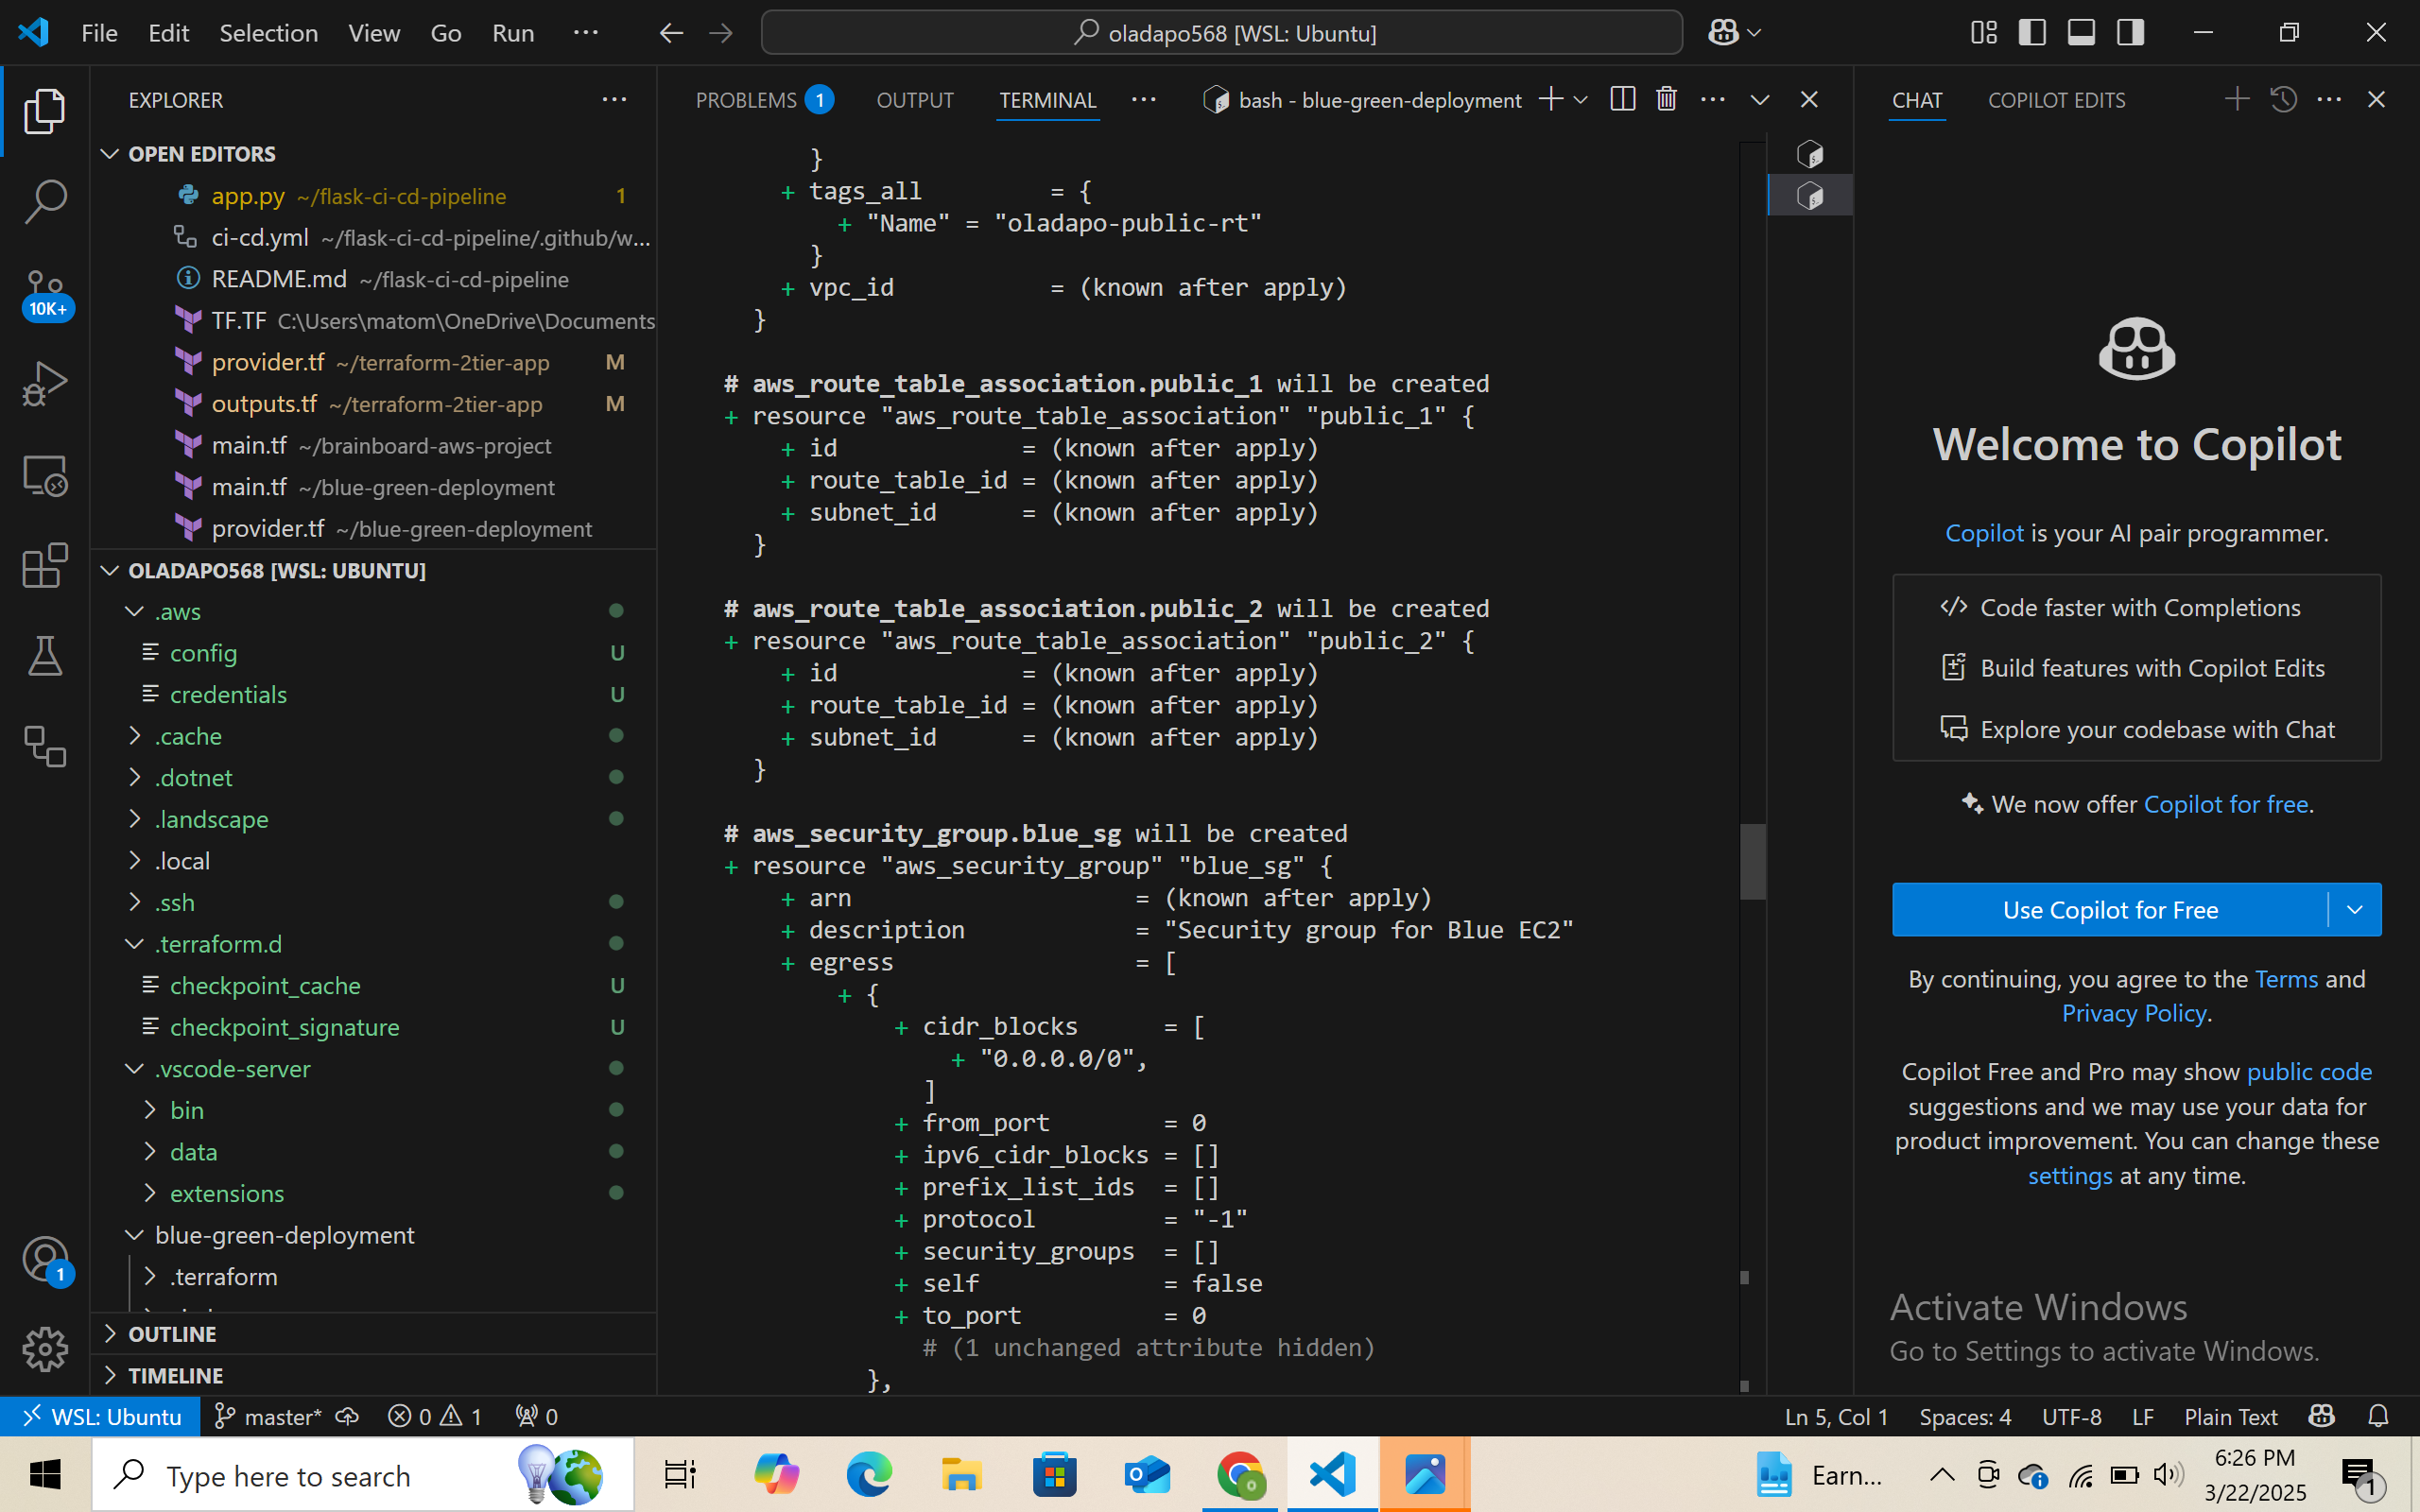 File Edit Selection View Go Run ···
oladapo568 [WSL: Ubuntu]
EXPLORER
OPEN EDITORS
app.py ~/flask-ci-cd-pipeline 1
ci-cd.yml ~/flask-ci-cd-pipeline/.github/w...
README.md ~/flask-ci-cd-pipeline
TF.TF C:\Users\matom\OneDrive\Documents
provider.tf ~/terraform-2tier-app M
outputs.tf ~/terraform-2tier-app M
main.tf ~/brainboard-aws-project
main.tf ~/blue-green-deployment
provider.tf ~/blue-green-deployment
10K+
OLADAPO568 [WSL: UBUNTU]
.aws
config U
credentials U
.cache
.dotnet
.landscape
.local
.ssh
.terraform.d
checkpoint_cache U
checkpoint_signature U
.vscode-server
bin
data
extensions
blue-green-deployment
.terraform
OUTLINE
TIMELINE
1
PROBLEMS 1 OUTPUT TERMINAL ··· bash - blue-green-deployment
}
+ tags_all = {
+ "Name" = "oladapo-public-rt"
}
+ vpc_id = (known after apply)
}
# aws_route_table_association.public_1 will be created
+ resource "aws_route_table_association" "public_1" {
+ id = (known after apply)
+ route_table_id = (known after apply)
+ subnet_id = (known after apply)
}
# aws_route_table_association.public_2 will be created
+ resource "aws_route_table_association" "public_2" {
+ id = (known after apply)
+ route_table_id = (known after apply)
+ subnet_id = (known after apply)
}
# aws_security_group.blue_sg will be created
+ resource "aws_security_group" "blue_sg" {
+ arn = (known after apply)
+ description = "Security group for Blue EC2"
+ egress = [
+ {
+ cidr_blocks = [
+ "0.0.0.0/0",
]
+ from_port = 0
+ ipv6_cidr_blocks = []
+ prefix_list_ids = []
+ protocol = "-1"
+ security_groups = []
+ self = false
+ to_port = 0
# (1 unchanged attribute hidden)
},
CHAT COPILOT EDITS
Welcome to Copilot
Copilot is your AI pair programmer.
Code faster with Completions
Build features with Copilot Edits
Explore your codebase with Chat
We now offer Copilot for free.
Use Copilot for Free
By continuing, you agree to the Terms and
Privacy Policy.
Copilot Free and Pro may show public code
suggestions and we may use your data for
product improvement. You can change these
settings at any time.
Activate Windows
Go to Settings to activate Windows.
WSL: Ubuntu master* 0 1 0 Ln 5, Col 1 Spaces: 4 UTF-8 LF Plain Text
Type here to search
Earn...
6:26 PM
3/22/2025
1